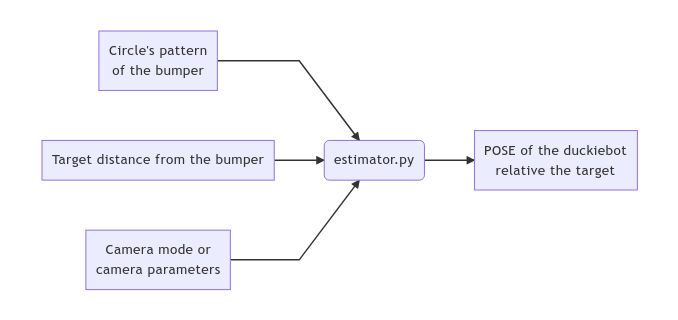 Circle's pattern
of the bumper
Target distance from the bumper
estimator.py
POSE of the duckiebot
relative the target
Camera mode or
camera parameters